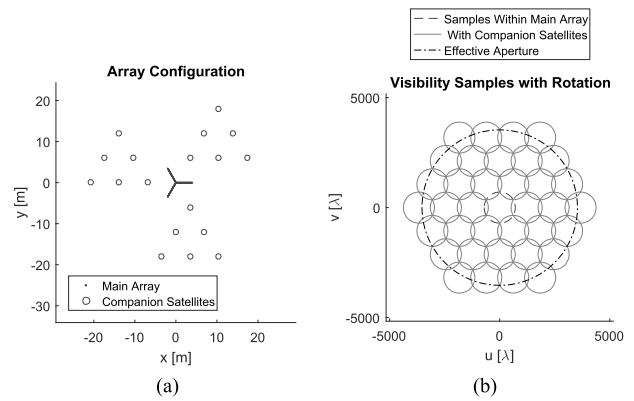 Array Configuration
20
10
0
-10
-20
-30
y [m]
-20
-10
0
10
20
x [m]
Main Array
Companion Satellites
(a)
Samples Within Main Array
With Companion Satellites
Effective Aperture
Visibility Samples with Rotation
5000
0
-5000
v [λ]
-5000
0
5000
u [λ]
(b)